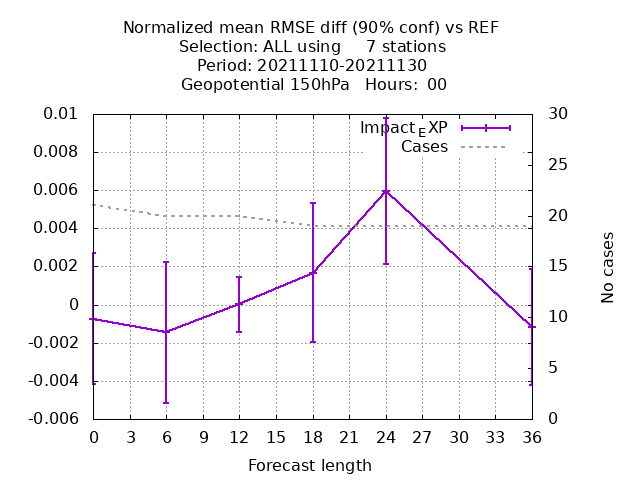 Normalized mean RMSE diff (90% conf) vs REF
Selection: ALL using     7 stations
Period: 20211110-20211130
Geopotential 150hPa   Hours:  00
Impact_EXP
Cases
0.01
0.008
0.006
0.004
0.002
0
-0.002
-0.004
-0.006
30
25
20
15
10
5
0
No cases
0 3 6 9 12 15 18 21 24 27 30 33 36
Forecast length